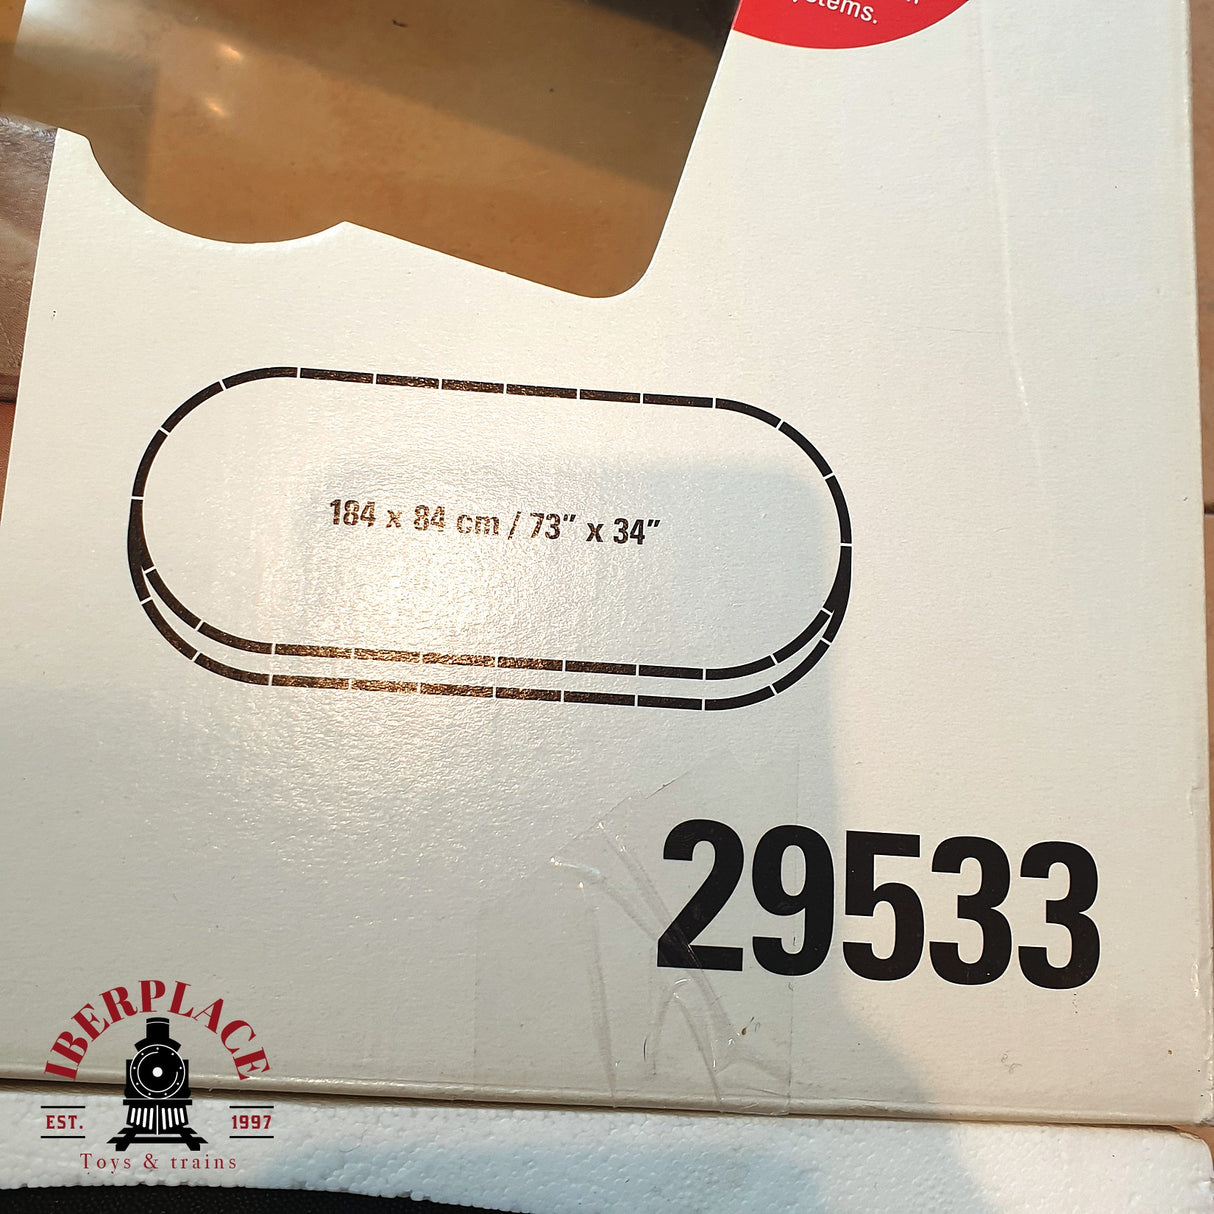 ystems.
184 x 84 cm / 73" x 34"
29533
IBERPLACE
EST. 1997
Toys & trains